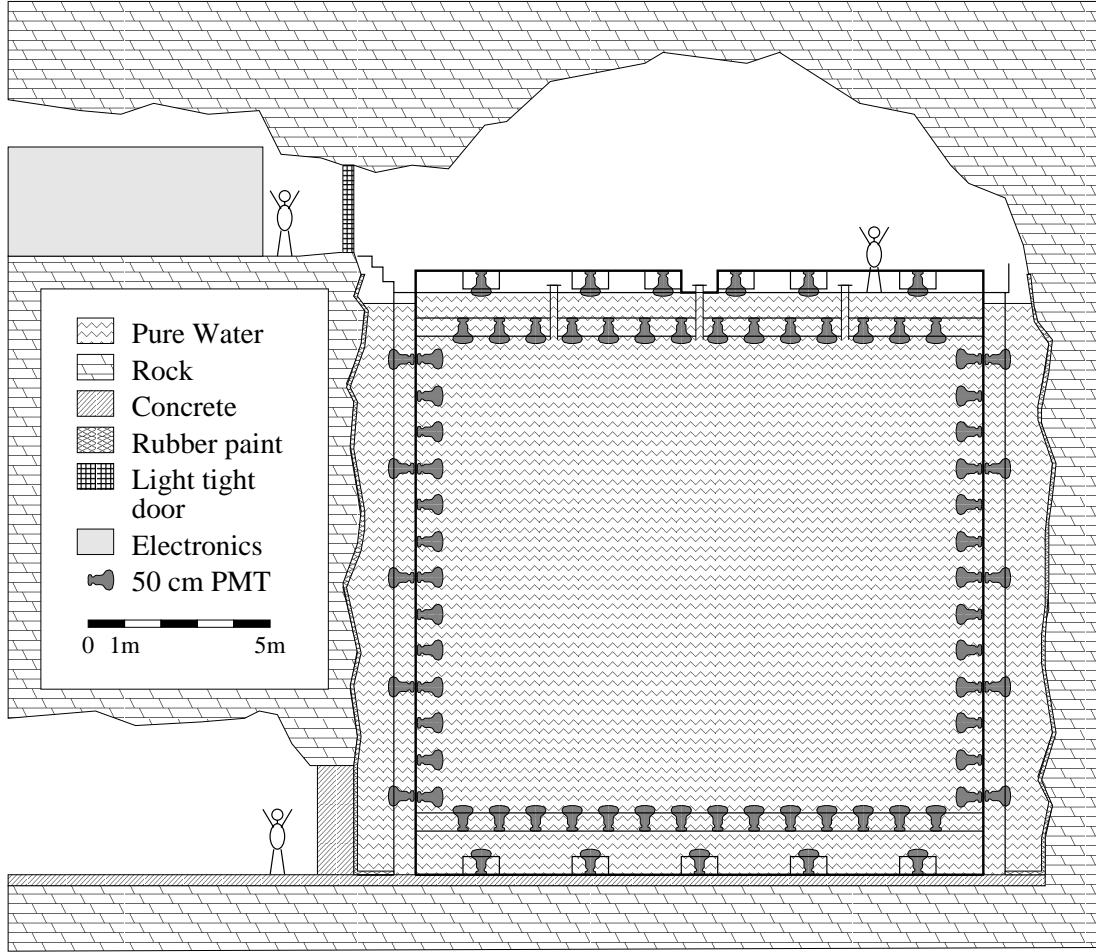 Pure Water
Rock
Concrete
Rubber paint
Light tight
door
Electronics
50 cm PMT
0 1m 5m